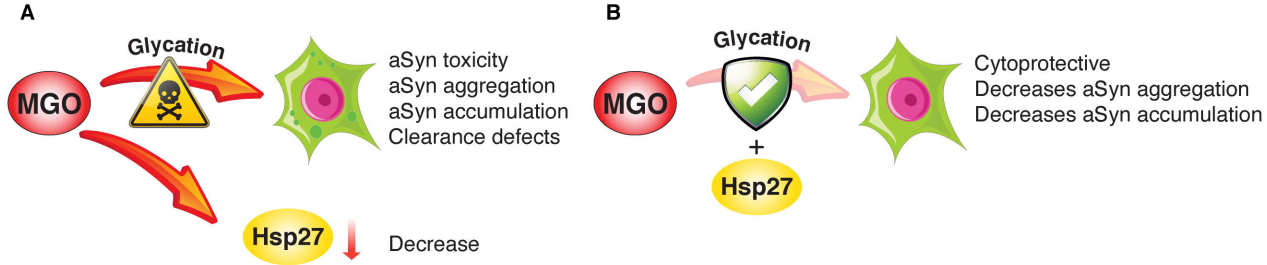 A
Glycation
MGO
aSyn toxicity
aSyn aggregation
aSyn accumulation
Clearance defects
Hsp27
Decrease
B
Glycation
MGO
+
Hsp27
Cytoprotective
Decreases aSyn aggregation
Decreases aSyn accumulation